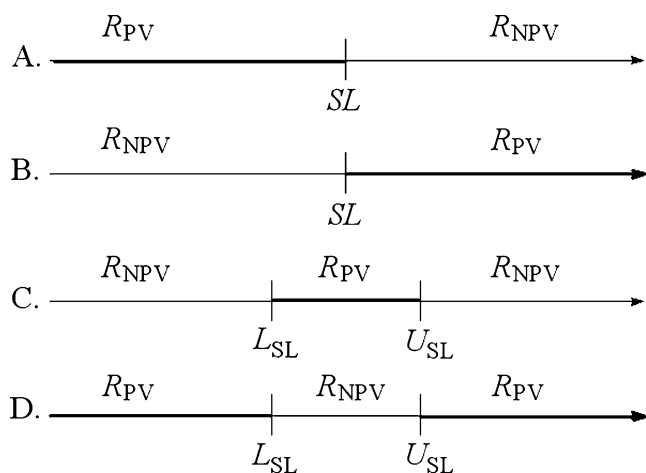 R_PV R_NPV
A.
SL
R_NPV R_PV
B.
SL
R_NPV R_PV R_NPV
C.
L_SL U_SL
R_PV R_NPV R_PV
D.
L_SL U_SL